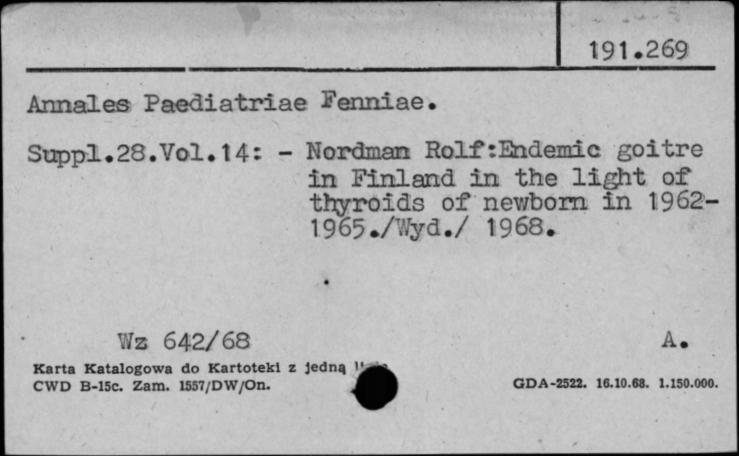 191.269
Annales Paediatriae Fenniae.
Suppl.28.Vol.14: - Nordman Rolf:Endemic goitre
in Finland in the light of
thyroids of newborn in 1962-
1965./Wyd./ 1968.
Wz 642/68
A.
Karta Katalogowa do Kartoteki z jedną
CWD B-15c. Zam. 1557/DW/On.
GDA-2522. 16.10.68. 1.150.000.